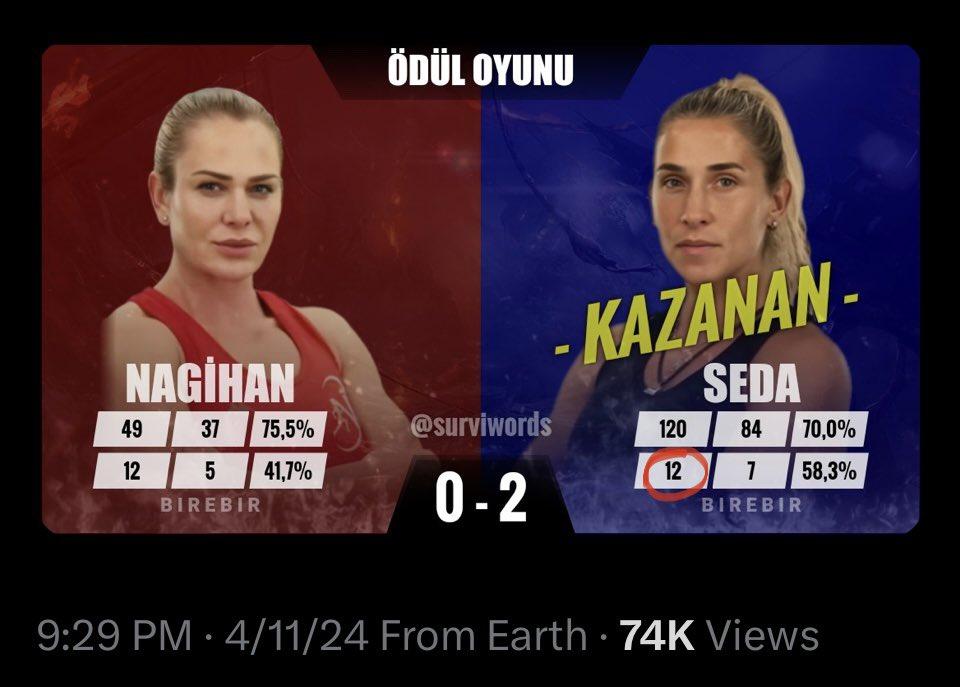 ÖDÜL OYUNU
- KAZANAN -
NAGİHAN
49 37 75,5%
12 5 41,7%
BIREBIR
SEDA
120 84 70,0%
12 7 58,3%
BIREBIR
@surviwords
0 - 2
9:29 PM · 4/11/24 From Earth · 74K Views